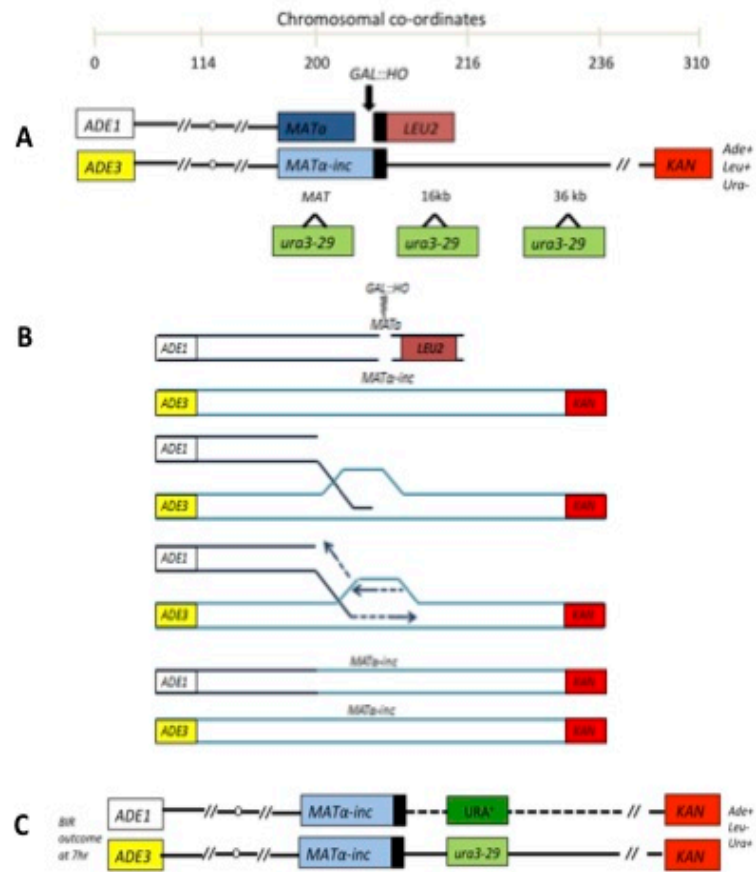 Chromosomal co-ordinates
0 114 200 216 236 310
GAL::HO
A
ADE1 MATa LEU2
ADE3 MATα-inc KAN
Ade+
Leu+
Ura-
MAT 16kb 36 kb
ura3-29 ura3-29 ura3-29
GAL::HO
B
MATa
ADE1 LEU2
MATα-inc
ADE3 KAN
ADE1
ADE3 KAN
ADE1
ADE3 KAN
MATα-inc
ADE1 KAN
MATα-inc
ADE3 KAN
C
BIR
outcome
at 7hr
ADE1 MATα-inc URA+ KAN
ADE3 MATα-inc ura3-29 KAN
Ade+
Leu-
Ura+